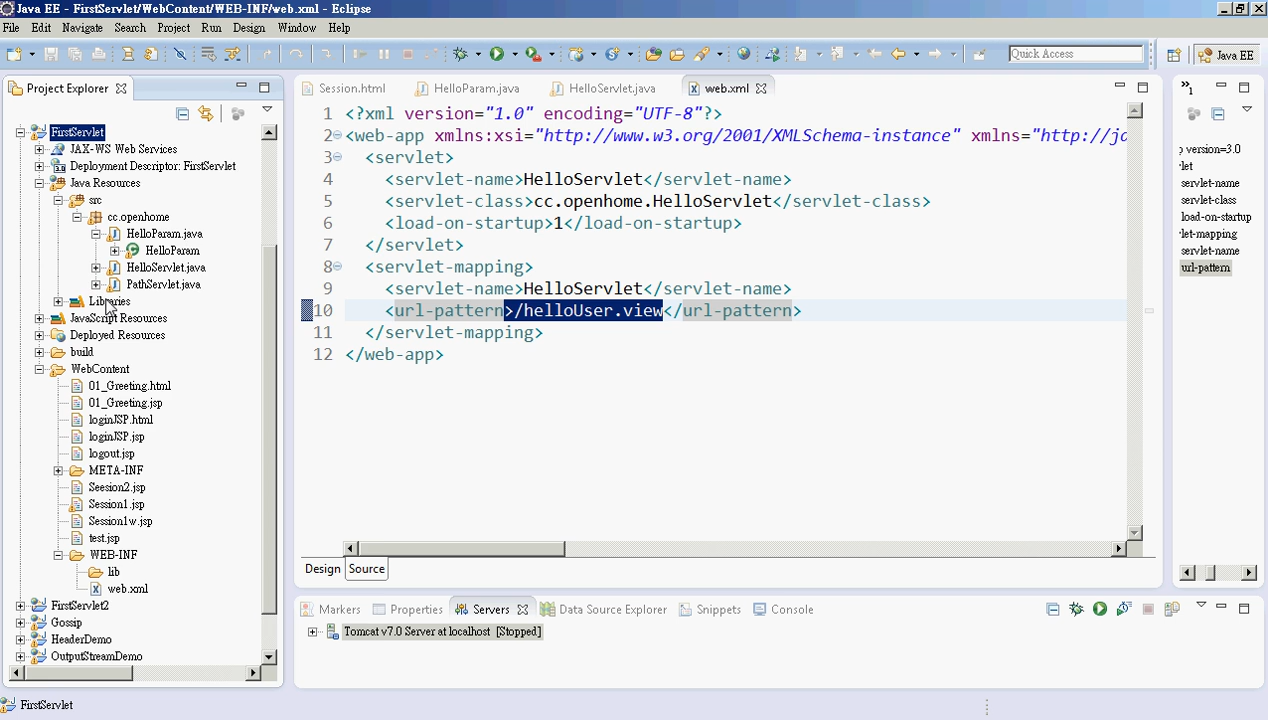 Java EE - FirstServlet/WebContent/WEB-INF/web.xml - Eclipse
File Edit Navigate Search Project Run Design Window Help
Quick Access
Java EE
Project Explorer
FirstServlet
JAX-WS Web Services
Deployment Descriptor: FirstServlet
Java Resources
src
cc.openhome
HelloParam.java
HelloParam
HelloServlet.java
PathServlet.java
Libraries
JavaScript Resources
Deployed Resources
build
WebContent
01_Greeting.html
01_Greeting.jsp
loginJSP.html
loginJSP.jsp
logout.jsp
META-INF
Seesion2.jsp
Session1.jsp
Session1w.jsp
test.jsp
WEB-INF
lib
web.xml
FirstServlet2
Gossip
HeaderDemo
OutputStreamDemo
Session.html HelloParam.java HelloServlet.java web.xml
1 <?xml version="1.0" encoding="UTF-8"?>
2 <web-app xmlns:xsi="http://www.w3.org/2001/XMLSchema-instance" xmlns="http://jo
3 <servlet>
4 <servlet-name>HelloServlet</servlet-name>
5 <servlet-class>cc.openhome.HelloServlet</servlet-class>
6 <load-on-startup>1</load-on-startup>
7 </servlet>
8 <servlet-mapping>
9 <servlet-name>HelloServlet</servlet-name>
10 <url-pattern>/helloUser.view</url-pattern>
11 </servlet-mapping>
12 </web-app>
Design Source
»1
p version=3.0
let
servlet-name
servlet-class
load-on-startup
let-mapping
servlet-name
url-pattern
Markers Properties Servers Data Source Explorer Snippets Console
Tomcat v7.0 Server at localhost [Stopped]
FirstServlet